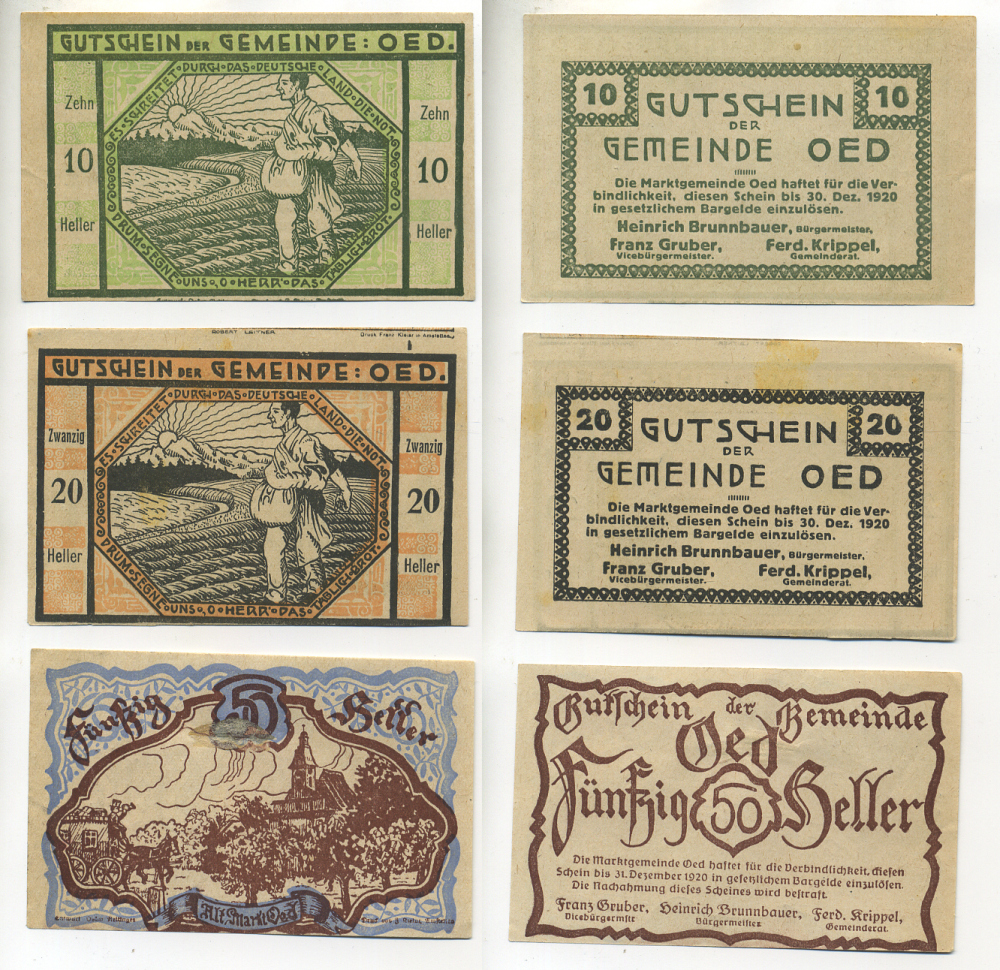 GUTSCHEIN DER GEMEINDE: OED.
ES SCHREITET DURCH DAS DEUTSCHE LAND DIE NOT
DRUM SEGNE UNS, O HERR DAS TÄGLICH BROT.
Zehn
10
Heller
Zehn
10
Heller
10
10
GUTSCHEIN
DER
GEMEINDE OED
Die Marktgemeinde Oed haftet für die Ver-
bindlichkeit, diesen Schein bis 30. Dez. 1920
in gesetzlichem Bargelde einzulösen.
Heinrich Brunnbauer, Bürgermeister,
Franz Gruber, Ferd. Krippel,
Vicebürgermeister. Gemeinderat.
ROBERT LEITNER
Druck Franz Kiesel in Amstetten
GUTSCHEIN DER GEMEINDE: OED.
ES SCHREITET DURCH DAS DEUTSCHE LAND DIE NOT
DRUM SEGNE UNS, O HERR DAS TÄGLICH BROT.
Zwanzig
20
Heller
Zwanzig
20
Heller
20
20
GUTSCHEIN
DER
GEMEINDE OED
Die Marktgemeinde Oed haftet für die Ver-
bindlichkeit, diesen Schein bis 30. Dez. 1920
in gesetzlichem Bargelde einzulösen.
Heinrich Brunnbauer, Bürgermeister.
Franz Gruber, Ferd. Krippel,
Vicebürgermeister. Gemeinderat.
Fünfzig 50 Heller
Alt Markt Oed
Gutschein der Gemeinde
Oed
Fünfzig 50 Heller
Die Marktgemeinde Oed haftet für die Verbindlichkeit, diesen
Schein bis 31. Dezember 1920 in gesetzlichem Bargelde einzulösen.
Die Nachahmung dieses Scheines wird bestraft.
Franz Gruber, Heinrich Brunnbauer, Ferd. Krippel,
Vicebürgermstr Bürgermeister Gemeinderat.